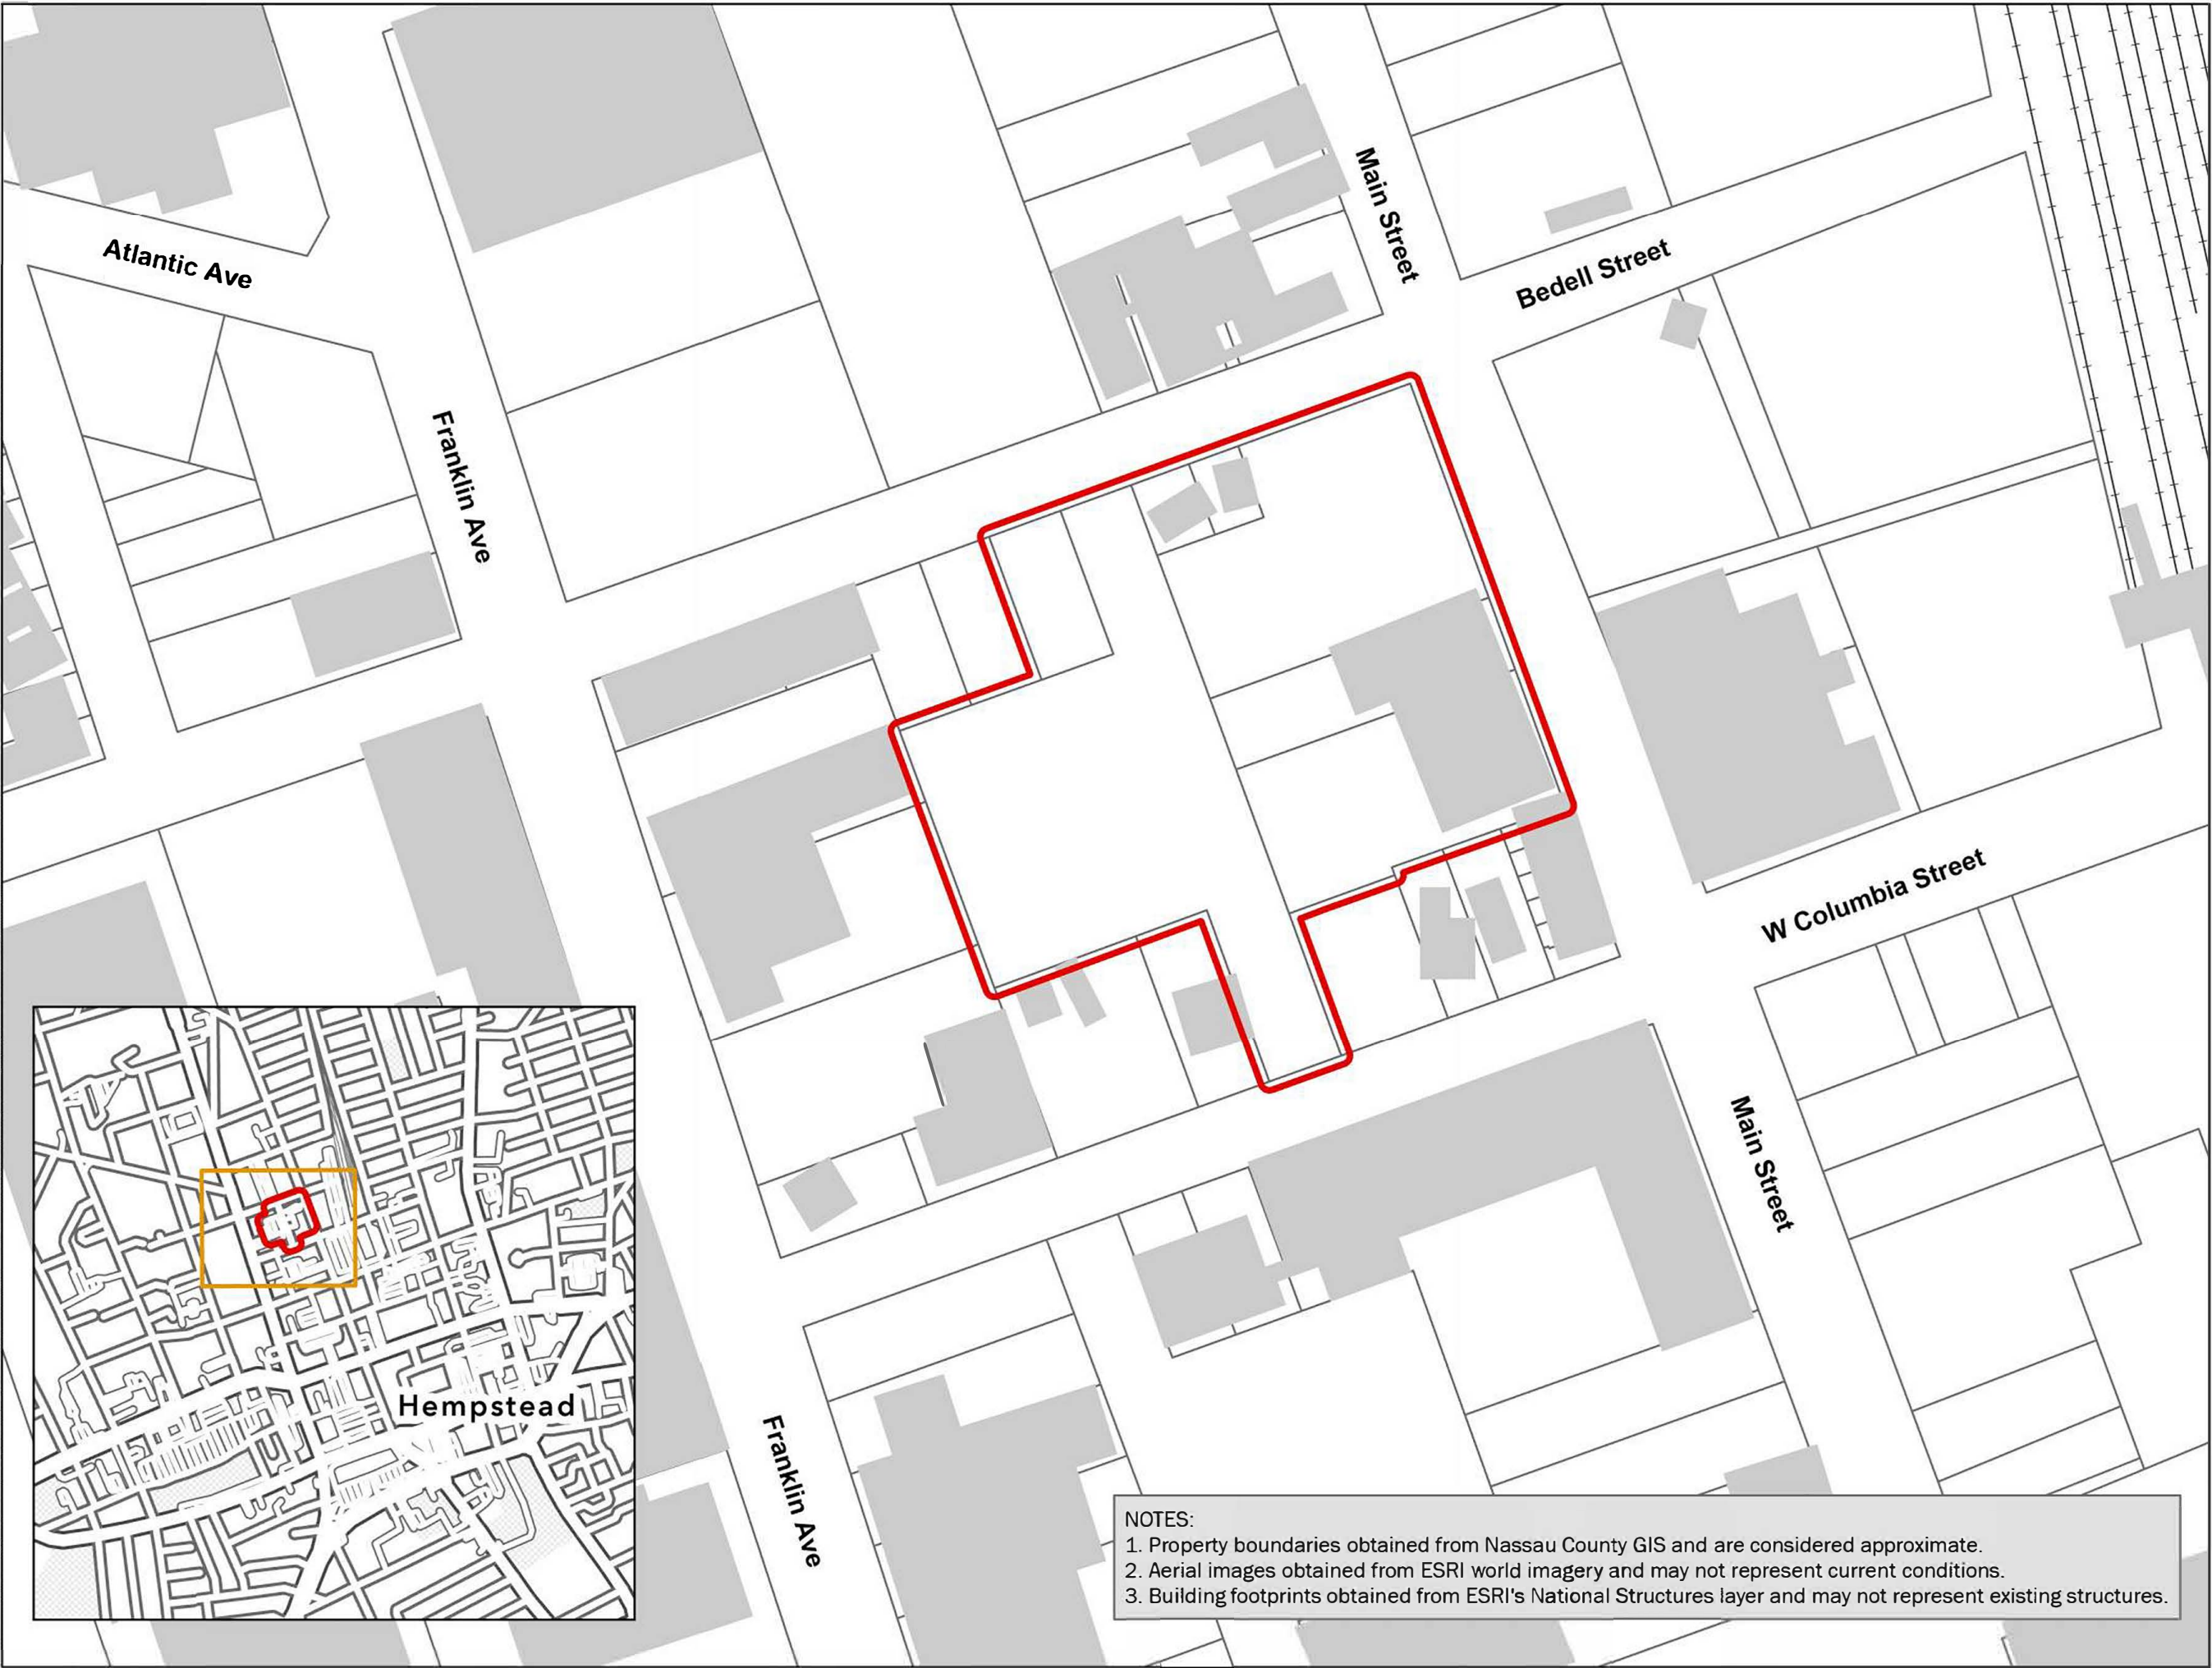 Main Street
Bedell Street
Atlantic Ave
Franklin Ave
W Columbia Street
Main Street
Hempstead
Franklin Ave
NOTES:
1. Property boundaries obtained from Nassau County GIS and are considered approximate.
2. Aerial images obtained from ESRI world imagery and may not represent current conditions.
3. Building footprints obtained from ESRI's National Structures layer and may not represent existing structures.